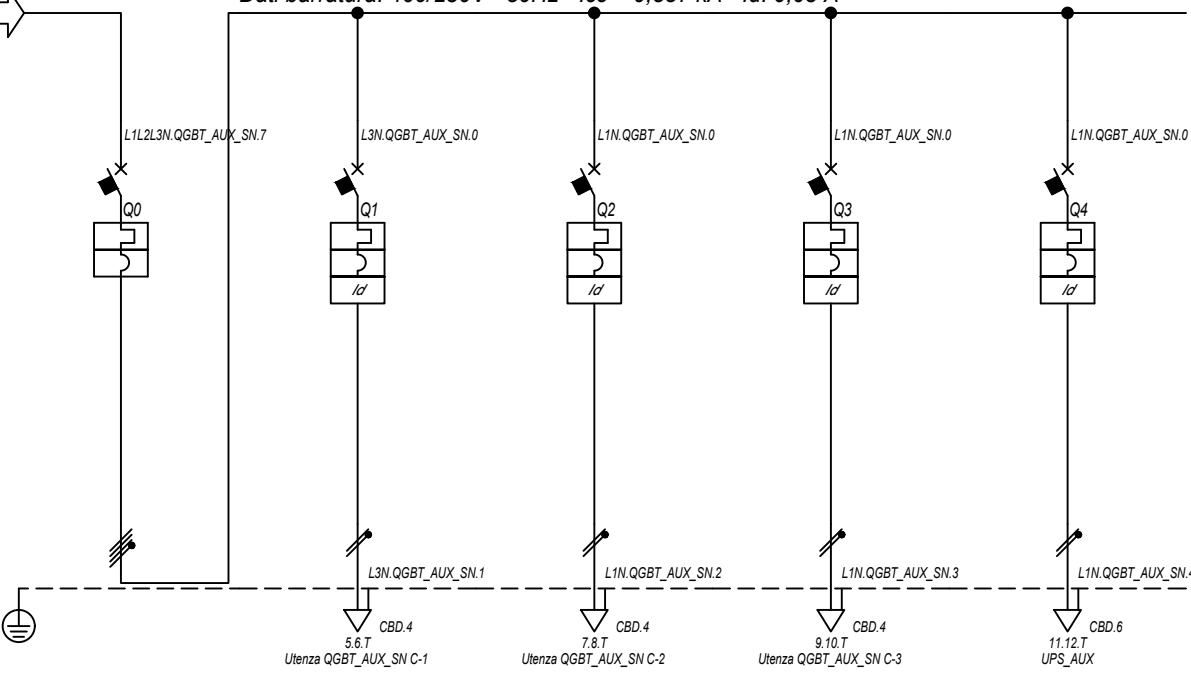 L1L2L3N.QGBT_AUX_SN.7
L3N.QGBT_AUX_SN.0
L1N.QGBT_AUX_SN.0
L1N.QGBT_AUX_SN.0
L1N.QGBT_AUX_SN.0
Q0
Q1
Q2
Q3
Q4
Id
Id
Id
Id
L3N.QGBT_AUX_SN.1
L1N.QGBT_AUX_SN.2
L1N.QGBT_AUX_SN.3
L1N.QGBT_AUX_SN.4
CBD.4
CBD.4
CBD.4
CBD.6
5.6.T
7.8.T
9.10.T
11.12.T
Utenza QGBT_AUX_SN C-1
Utenza QGBT_AUX_SN C-2
Utenza QGBT_AUX_SN C-3
UPS_AUX